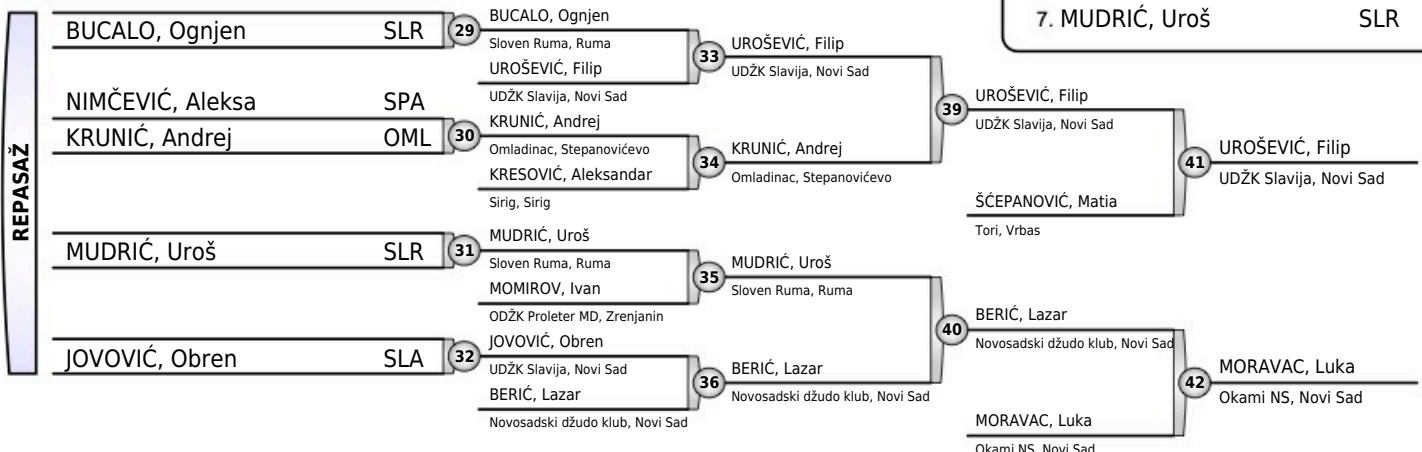 REPASAŽ
BUCALO, Ognjen SLR
NIMČEVIĆ, Aleksa SPA
KRUNIĆ, Andrej OML
MUDRIĆ, Uroš SLR
JOVOVIĆ, Obren SLA
29
30
31
32
BUCALO, Ognjen
Sloven Ruma, Ruma
UROŠEVIĆ, Filip
UDŽK Slavija, Novi Sad
KRUNIĆ, Andrej
Omladinac, Stepanovićevo
KRESOVIĆ, Aleksandar
Sirig, Sirig
MUDRIĆ, Uroš
Sloven Ruma, Ruma
MOMIROV, Ivan
ODŽK Proleter MD, Zrenjanin
JOVOVIĆ, Obren
UDŽK Slavija, Novi Sad
BERIĆ, Lazar
Novosadski džudo klub, Novi Sad
33
34
35
36
UROŠEVIĆ, Filip
UDŽK Slavija, Novi Sad
KRUNIĆ, Andrej
Omladinac, Stepanovićevo
MUDRIĆ, Uroš
Sloven Ruma, Ruma
BERIĆ, Lazar
Novosadski džudo klub, Novi Sad
39
40
UROŠEVIĆ, Filip
UDŽK Slavija, Novi Sad
ŠĆEPANOVIĆ, Matia
Tori, Vrbas
BERIĆ, Lazar
Novosadski džudo klub, Novi Sad
MORAVAC, Luka
Okami NS, Novi Sad
41
42
UROŠEVIĆ, Filip
UDŽK Slavija, Novi Sad
MORAVAC, Luka
Okami NS, Novi Sad
7. MUDRIĆ, Uroš SLR